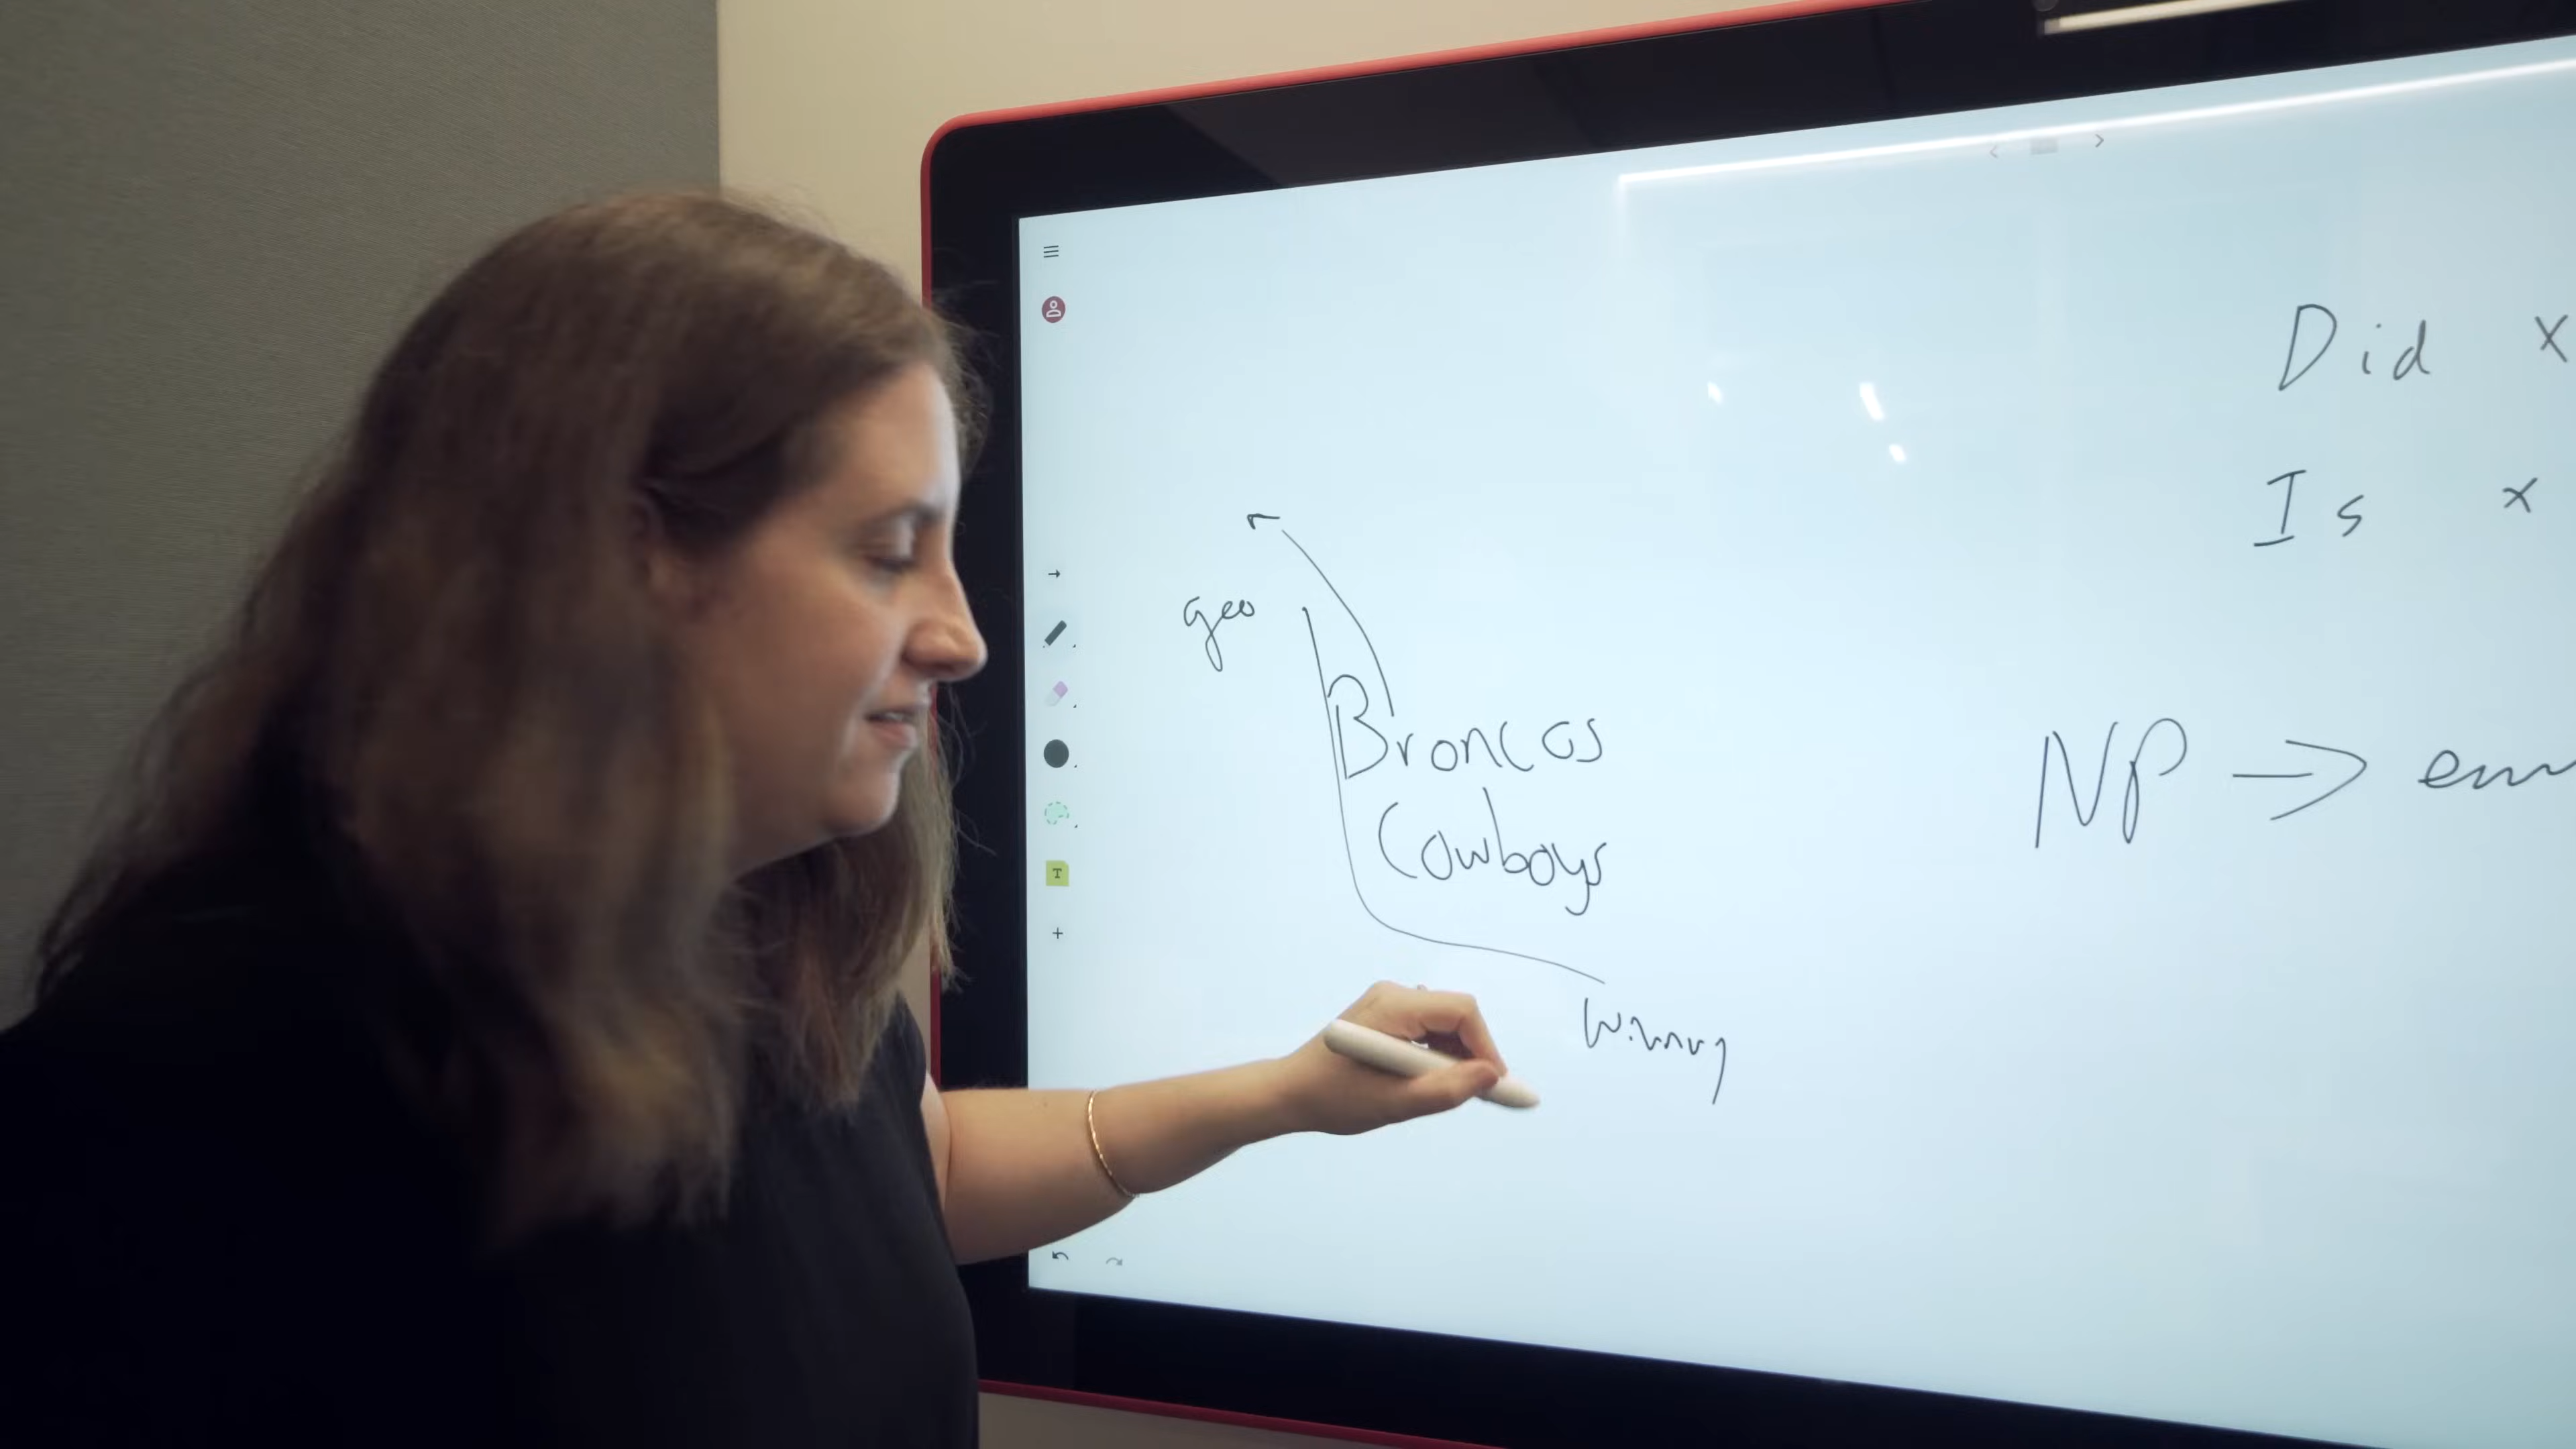 Did x
Is x
geo
Broncos
Cowboys
NP →
T